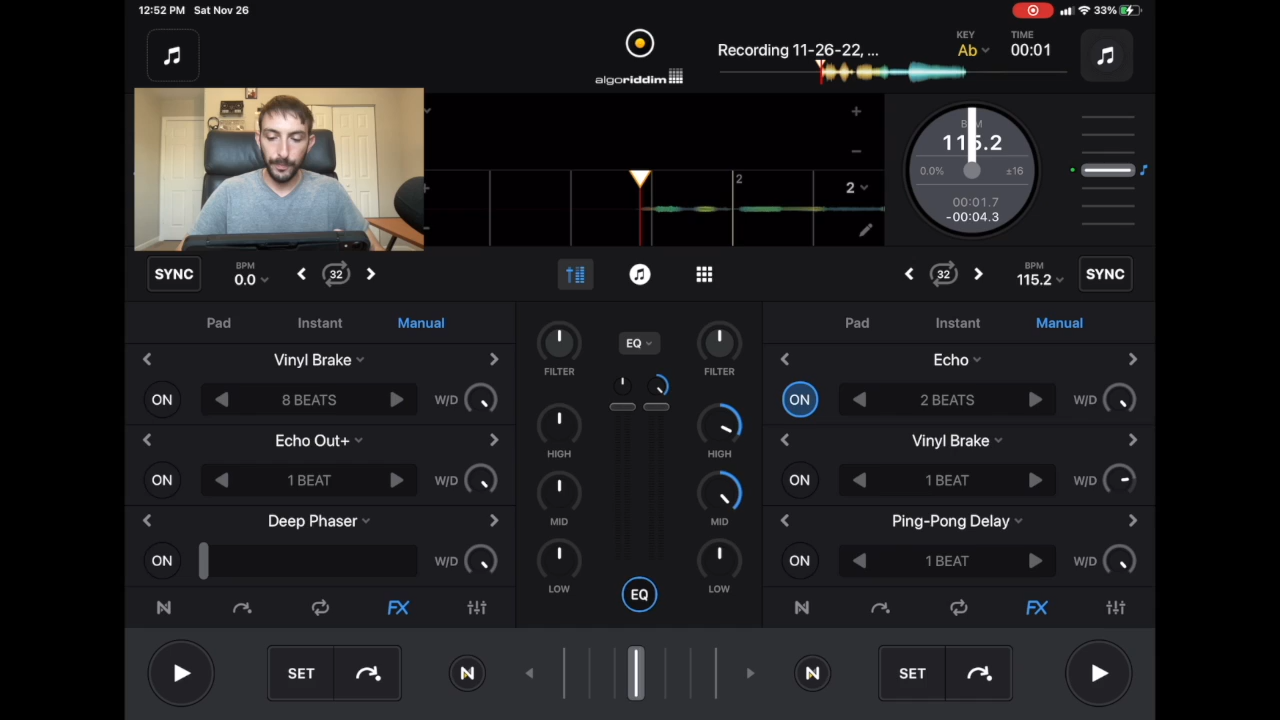 12:52 PM Sat Nov 26
33%
algoriddim
Recording 11-26-22, ...
KEY
Ab
TIME
00:01
2
2
BPM
115.2
0.0%
±16
00:01.7
-00:04.3
SYNC
BPM
0.0
32
32
BPM
115.2
SYNC
Pad Instant Manual
Vinyl Brake
ON 8 BEATS W/D
Echo Out+
ON 1 BEAT W/D
Deep Phaser
ON W/D
FX
EQ
FILTER FILTER
HIGH HIGH
MID MID
LOW LOW
EQ
Pad Instant Manual
Echo
ON 2 BEATS W/D
Vinyl Brake
ON 1 BEAT W/D
Ping-Pong Delay
ON 1 BEAT W/D
FX
SET
N
N
SET